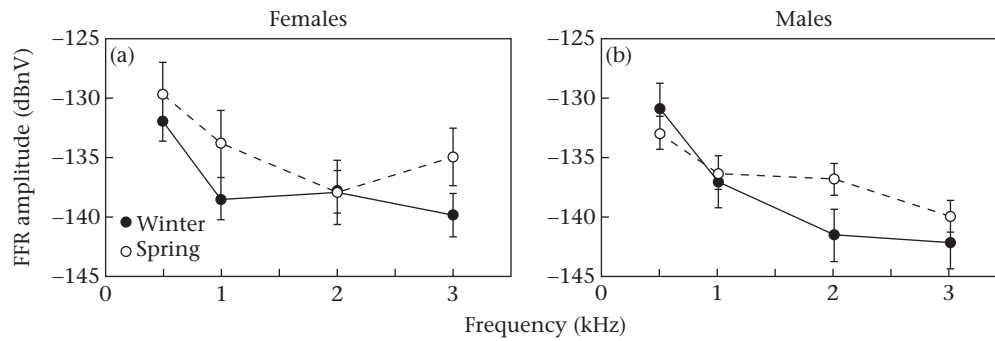 Females
Males
FFR amplitude (dBnV)
(a)
−125
−130
−135
−140
−145
Winter
Spring
0
1
2
3
(b)
−125
−130
−135
−140
−145
0
1
2
3
Frequency (kHz)